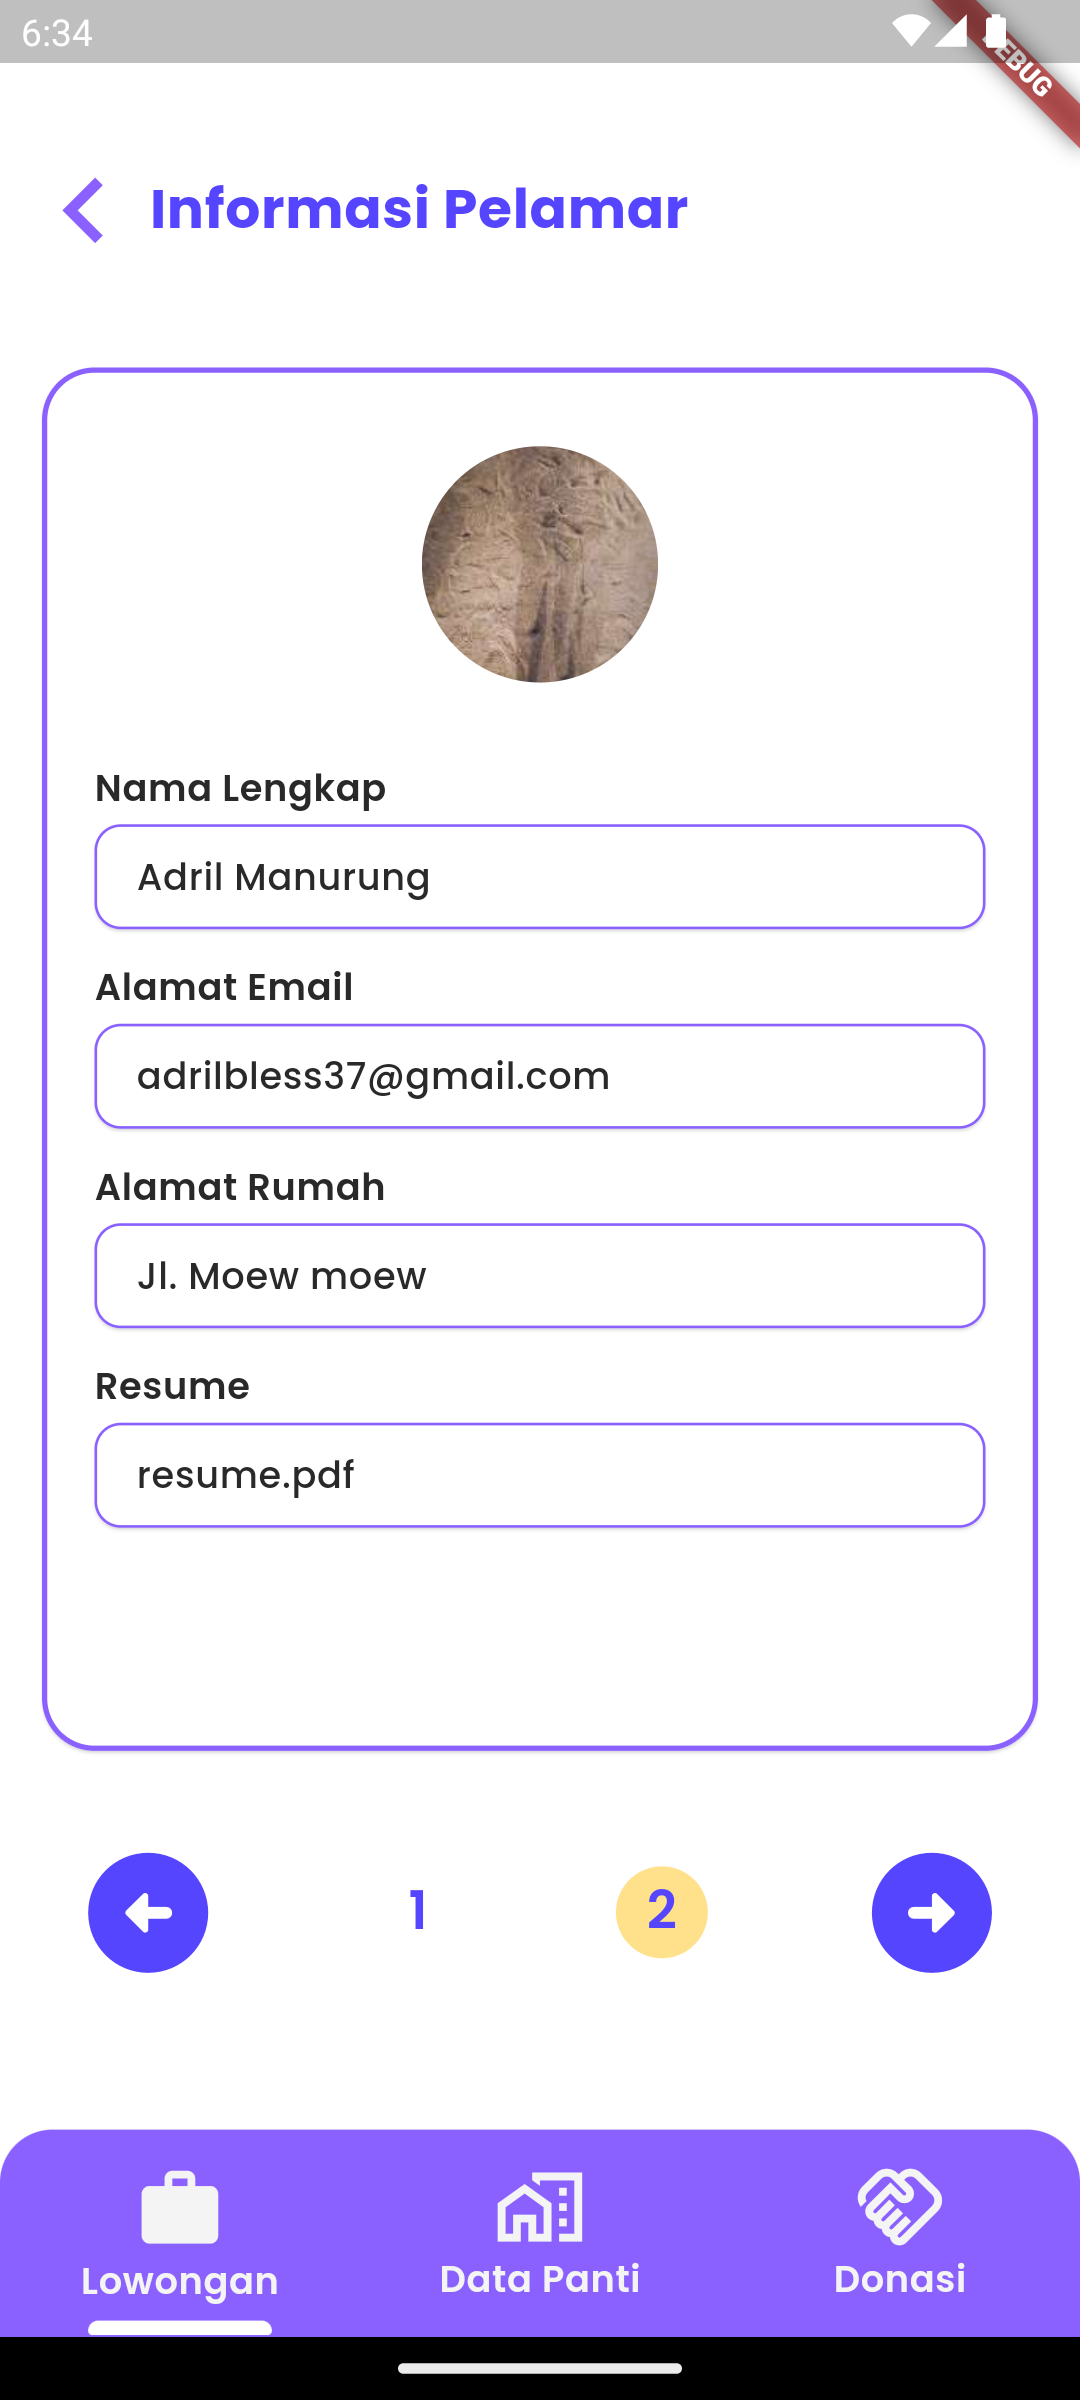 6:34
DEBUG
Informasi Pelamar
Nama Lengkap
Adril Manurung
Alamat Email
adrilbless37@gmail.com
Alamat Rumah
Jl. Moew moew
Resume
resume.pdf
1 2
Lowongan Data Panti Donasi